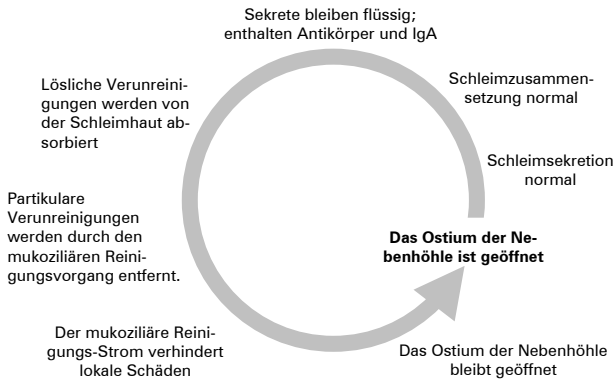 Sekrete bleiben flüssig;
enthalten Antikörper und IgA
Schleimzusammen-
setzung normal
Schleimsekretion
normal
Das Ostium der Ne-
benhöhle ist geöffnet
Das Ostium der Nebenhöhle
bleibt geöffnet
Der mukoziliäre Reini-
gungs-Strom verhindert
lokale Schäden
Partikulare
Verunreinigungen
werden durch den
mukoziliären Reini-
gungsvorgang entfernt.
Lösliche Verunreini-
gungen werden von
der Schleimhaut ab-
sorbiert